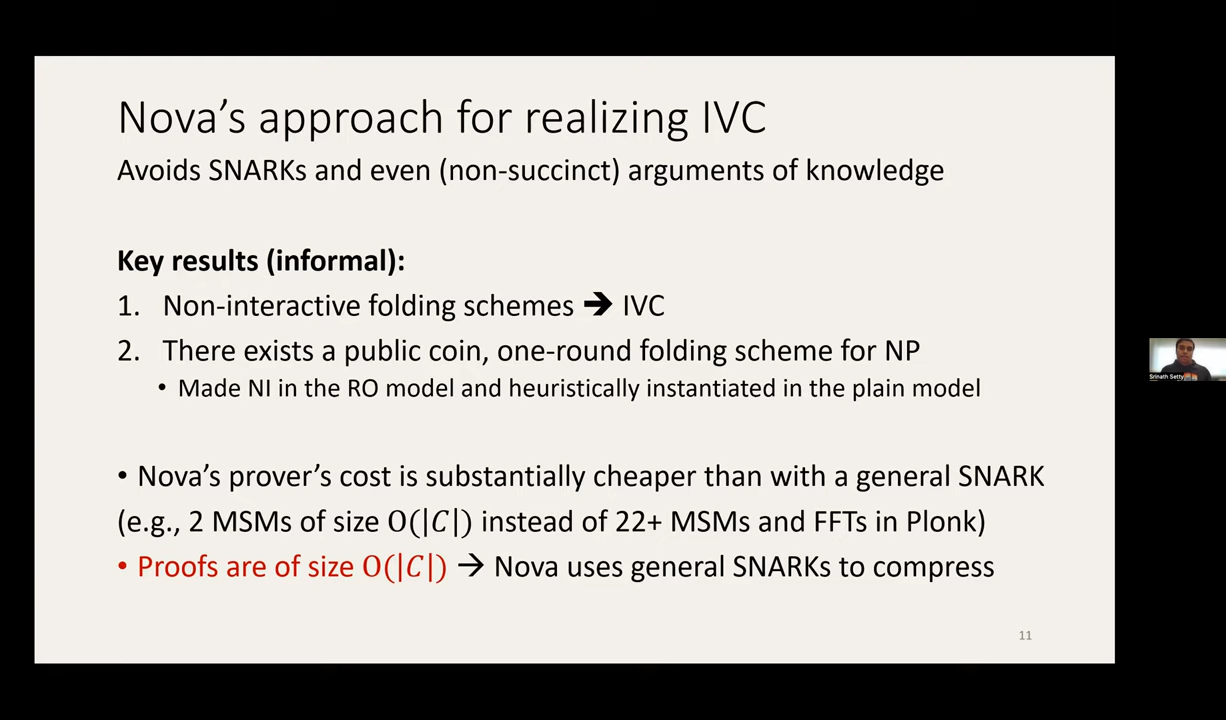 Nova’s approach for realizing IVC
Avoids SNARKs and even (non-succinct) arguments of knowledge
Key results (informal):
1. Non-interactive folding schemes ➔ IVC
2. There exists a public coin, one-round folding scheme for NP
• Made NI in the RO model and heuristically instantiated in the plain model
• Nova’s prover’s cost is substantially cheaper than with a general SNARK
(e.g., 2 MSMs of size O(|C|) instead of 22+ MSMs and FFTs in Plonk)
• Proofs are of size O(|C|) → Nova uses general SNARKs to compress
11
Srinath Setty